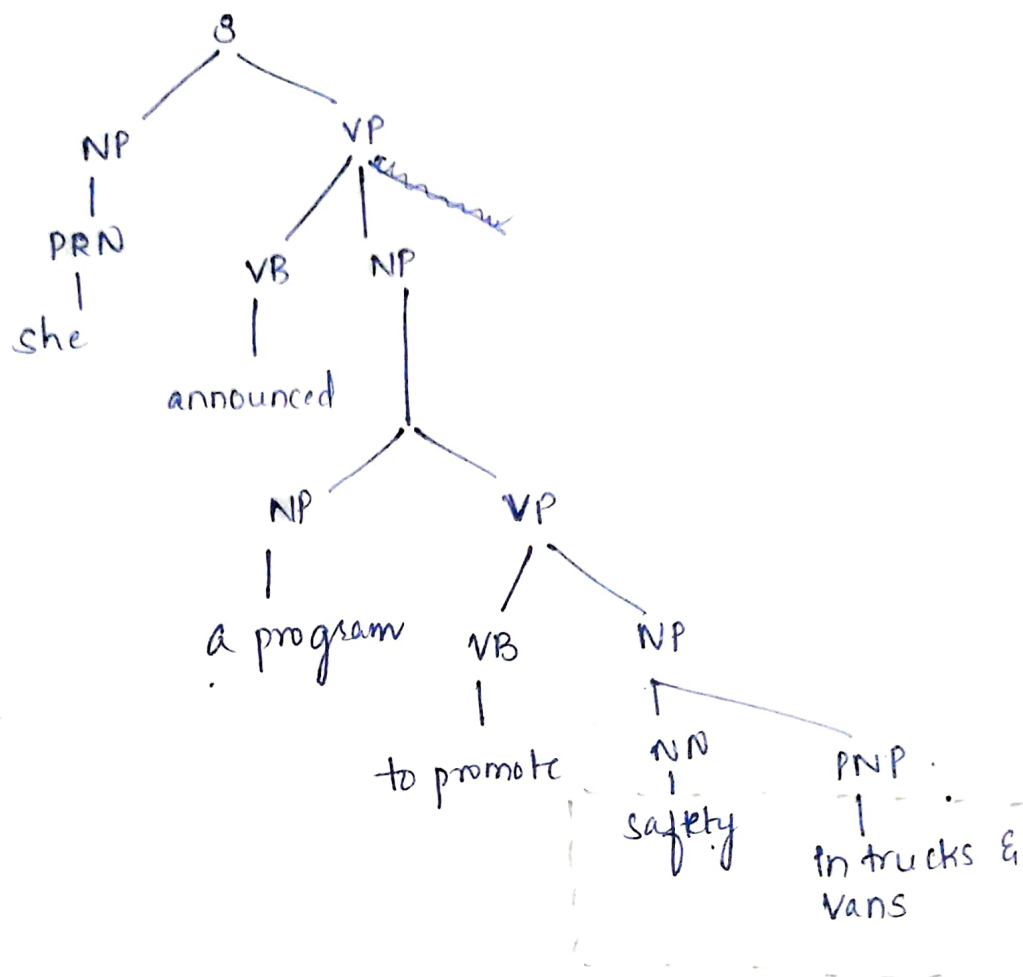 S
NP VP
PRN VB NP
she
announced
NP VP
a program VB NP
to promote NN PNP
safety in trucks &
vans